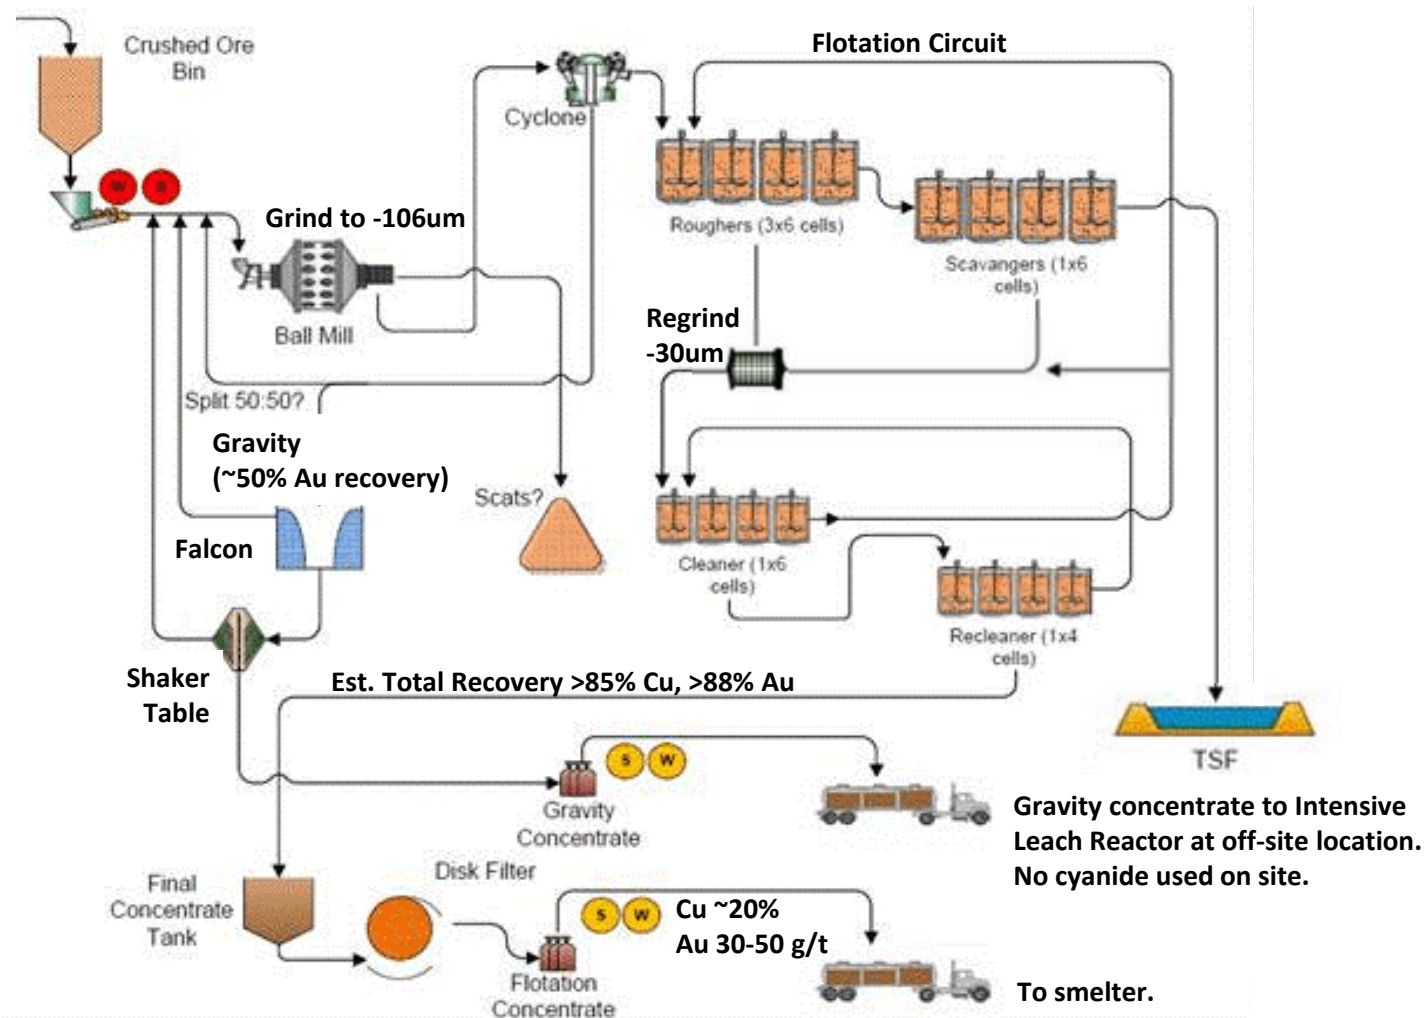 Flotation Circuit
Crushed Ore
Bin
Cyclone
W
S
Grind to -106um
Roughers (3x6 cells)
Scavangers (1x6
cells)
Ball Mill
Regrind
-30um
Split 50:50?
Gravity
(~50% Au recovery)
Scats?
Falcon
Cleaner (1x6
cells)
Recleaner (1x4
cells)
Shaker
Table
Est. Total Recovery >85% Cu, >88% Au
TSF
S
W
Gravity
Concentrate
Gravity concentrate to Intensive
Leach Reactor at off-site location.
No cyanide used on site.
Disk Filter
Final
Concentrate
Tank
S
W
Cu ~20%
Au 30-50 g/t
Flotation
Concentrate
To smelter.